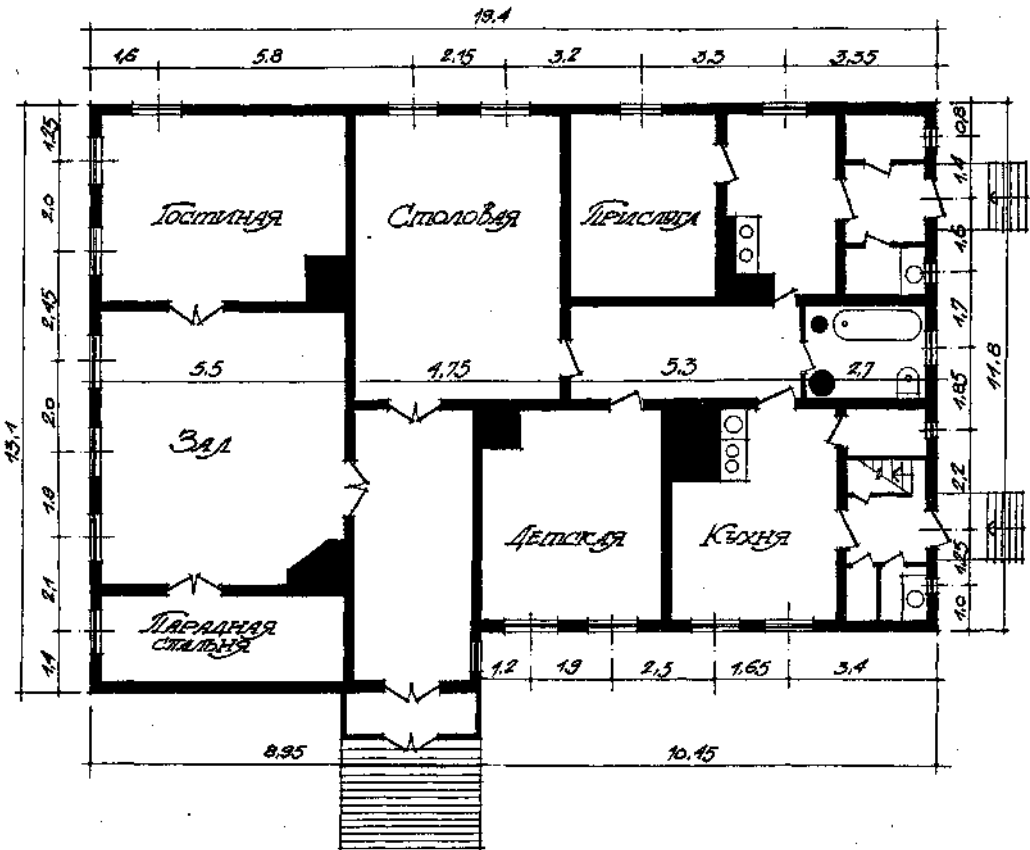 19.4
1,6 5.8 2,15 3,2 3,3 3,35
1,25
2.0
2,45
2.0
1,9
2,1
1,4
13,1
0,8
1,4
1,6
1,7
1,85
2,2
1,25
1.0
11,8
Гостиная Столовая Прислуга
5.5 4,75 5.3 2,7
Зал
Детская Кухня
Парадная
спальня
1,2 1,9 2,5 1,65 3,4
8,95 10,45